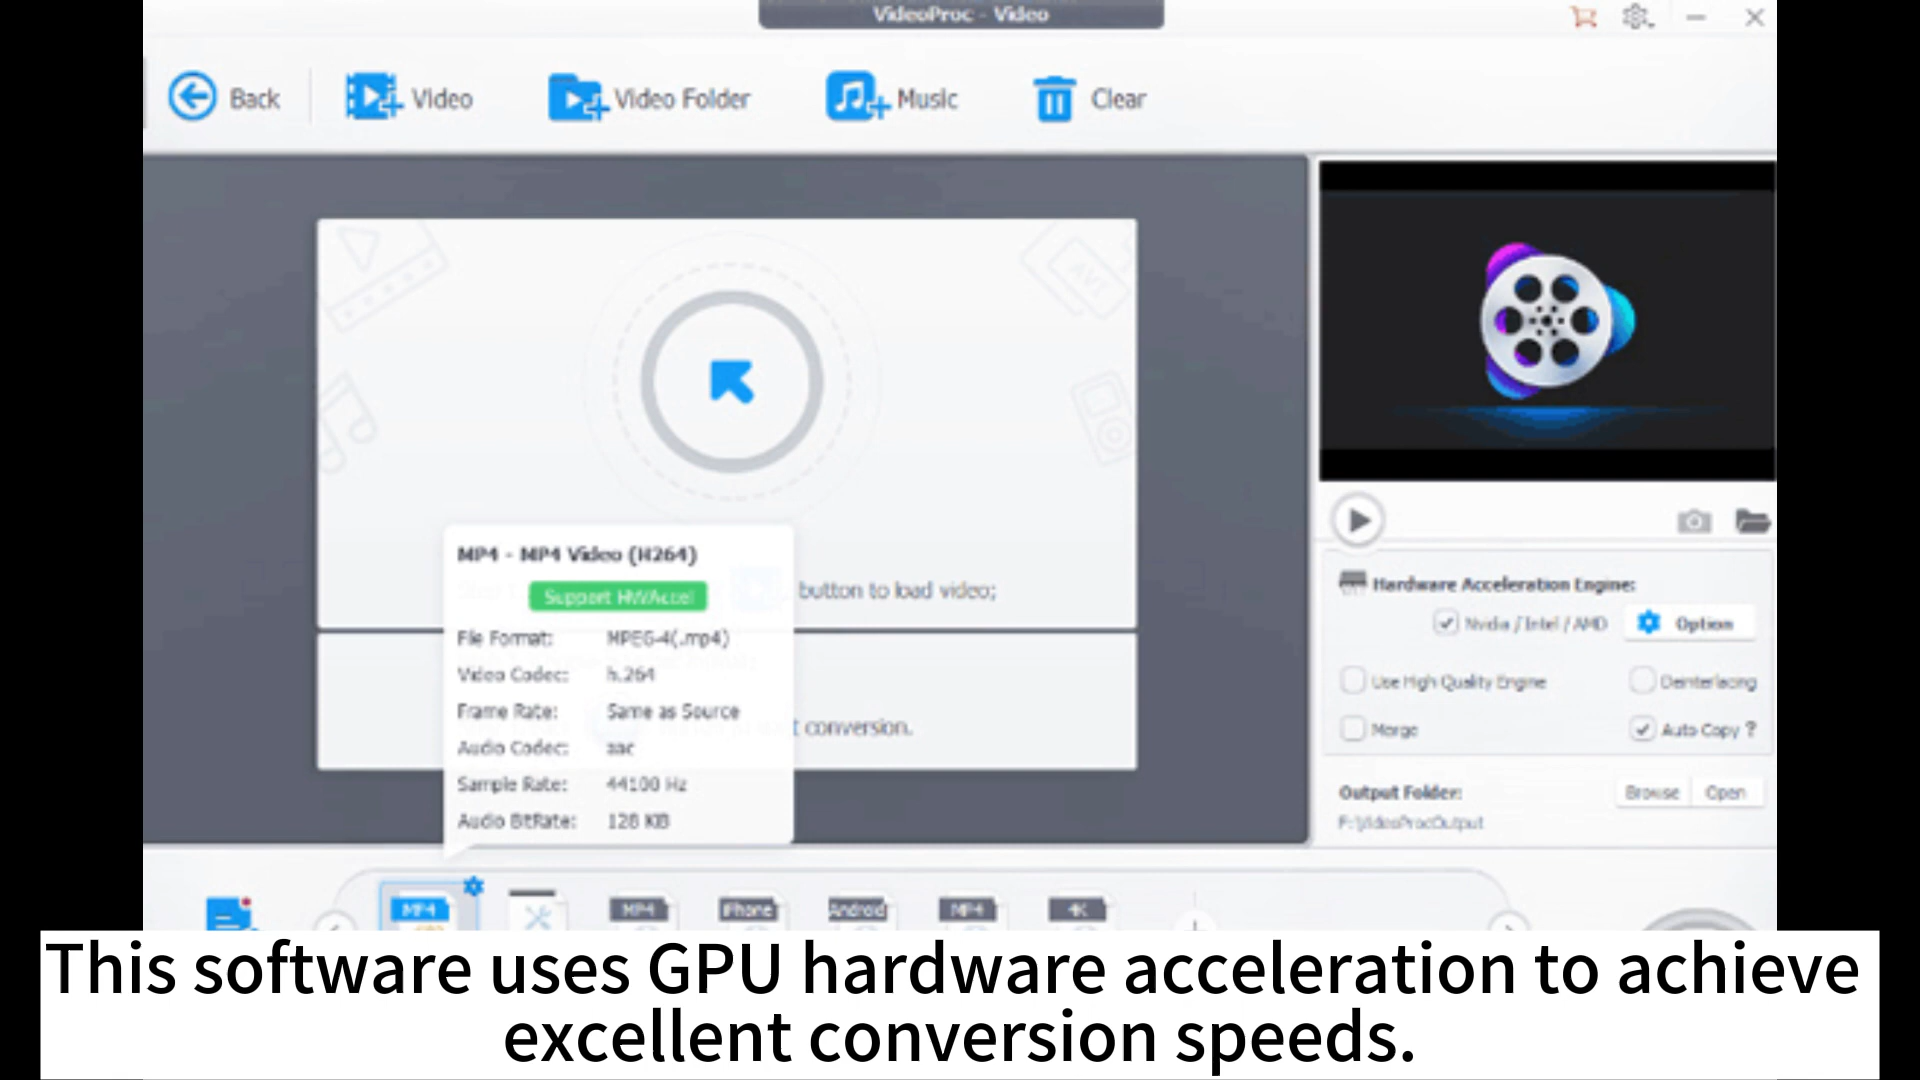 VideoProc - Video
Back
Video
Video Folder
Music
Clear
AVI
MP4 - MP4 Video (H264)
Support HWAccel
button to load video;
File Format: MPEG-4(.mp4)
Video Codec: h.264
Frame Rate: Same as Source
t conversion.
Audio Codec: aac
Sample Rate: 44100 Hz
Audio BitRate: 128 KB
Hardware Acceleration Engine:
Nvidia / Intel / AMD
Option
Use High Quality Engine
Deinterlacing
Merge
Auto Copy ?
Output Folder:
Browse
Open
F:\VideoProcOutput
MP4
MP4
iPhone
Android
MP4
4K
This software uses GPU hardware acceleration to achieve
excellent conversion speeds.